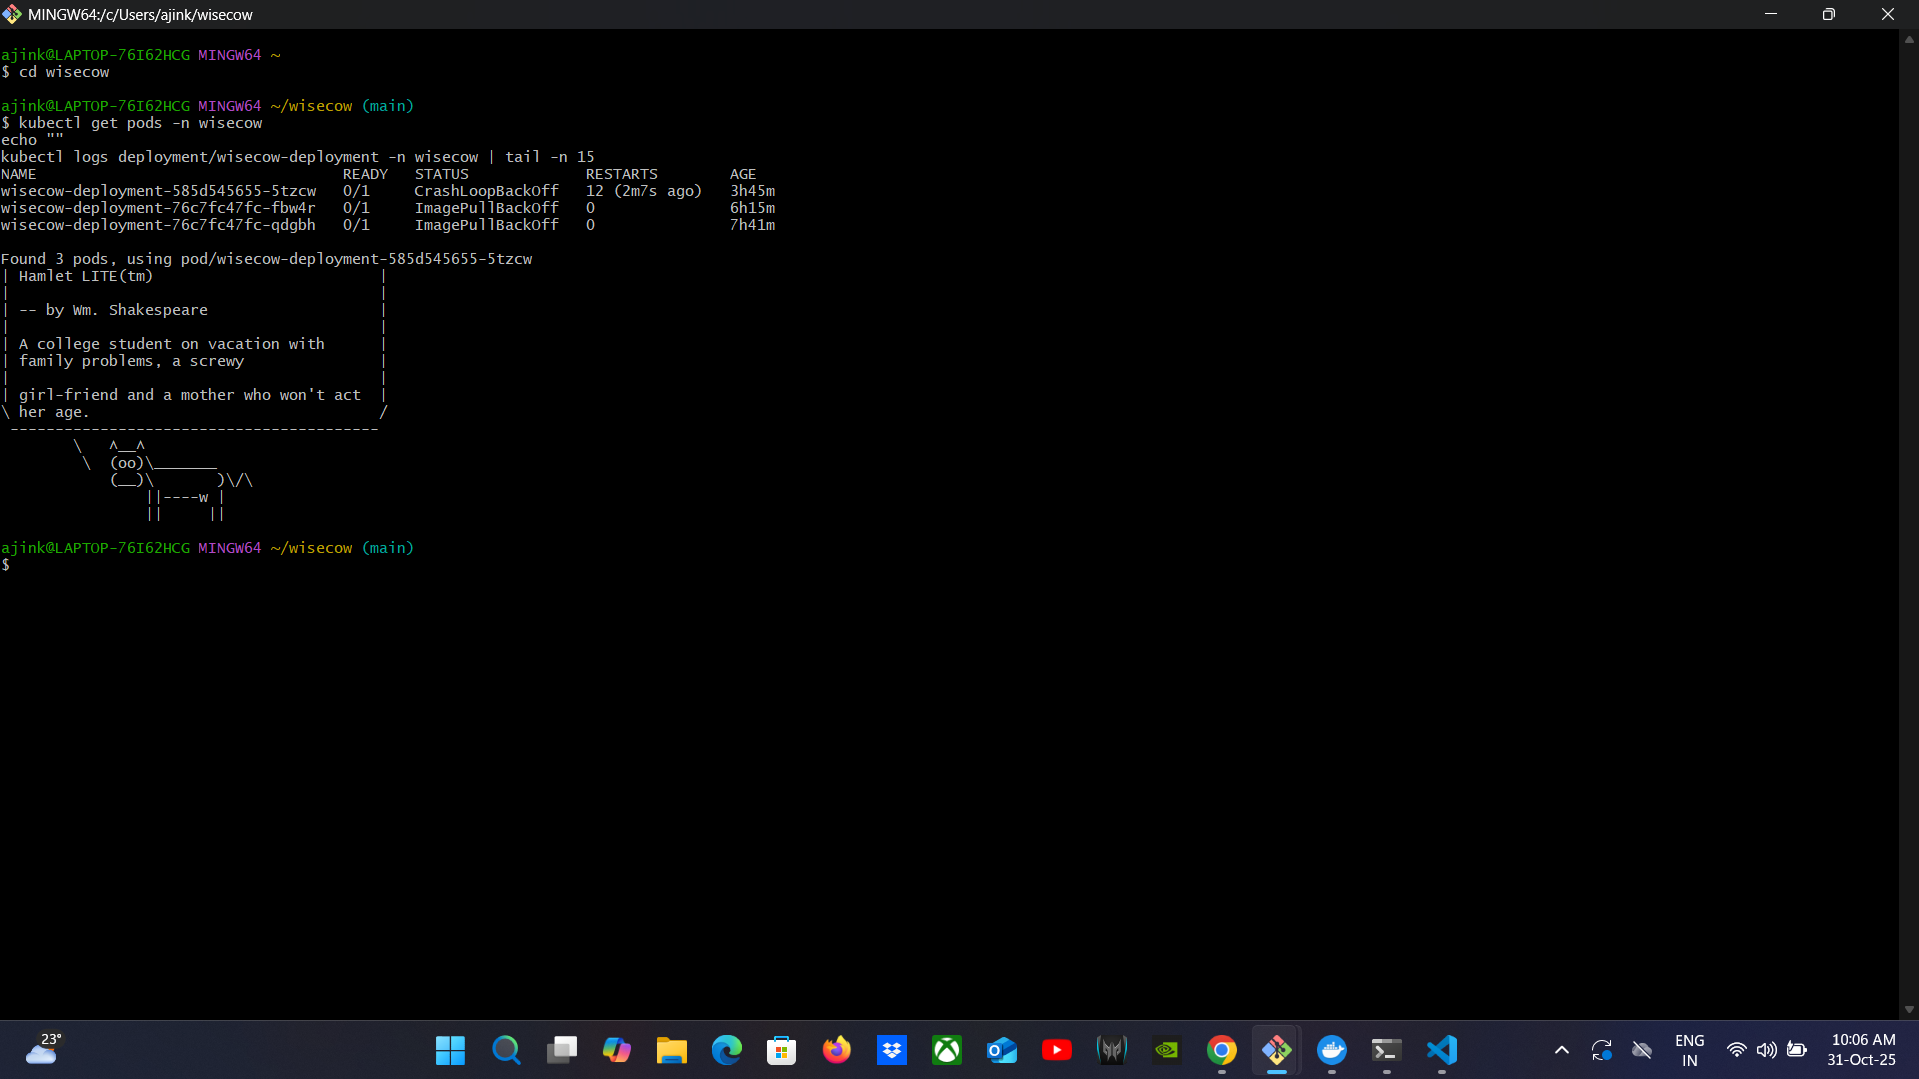 MINGW64:/c/Users/ajink/wisecow
ajink@LAPTOP-76I62HCG MINGW64 ~
$ cd wisecow
ajink@LAPTOP-76I62HCG MINGW64 ~/wisecow (main)
$ kubectl get pods -n wisecow
echo ""
kubectl logs deployment/wisecow-deployment -n wisecow | tail -n 15
NAME READY STATUS RESTARTS AGE
wisecow-deployment-585d545655-5tzcw 0/1 CrashLoopBackOff 12 (2m7s ago) 3h45m
wisecow-deployment-76c7fc47fc-fbw4r 0/1 ImagePullBackOff 0 6h15m
wisecow-deployment-76c7fc47fc-qdgbh 0/1 ImagePullBackOff 0 7h41m
Found 3 pods, using pod/wisecow-deployment-585d545655-5tzcw
| Hamlet LITE(tm) |
| |
| -- by Wm. Shakespeare |
| |
| A college student on vacation with |
| family problems, a screwy |
| |
| girl-friend and a mother who won't act |
\ her age. /
 -----------------------------------------
        \   ^__^
         \  (oo)\_______
            (__)\       )\/\
                ||----w |
                ||     ||
ajink@LAPTOP-76I62HCG MINGW64 ~/wisecow (main)
$
23°
ENG
IN
10:06 AM
31-Oct-25